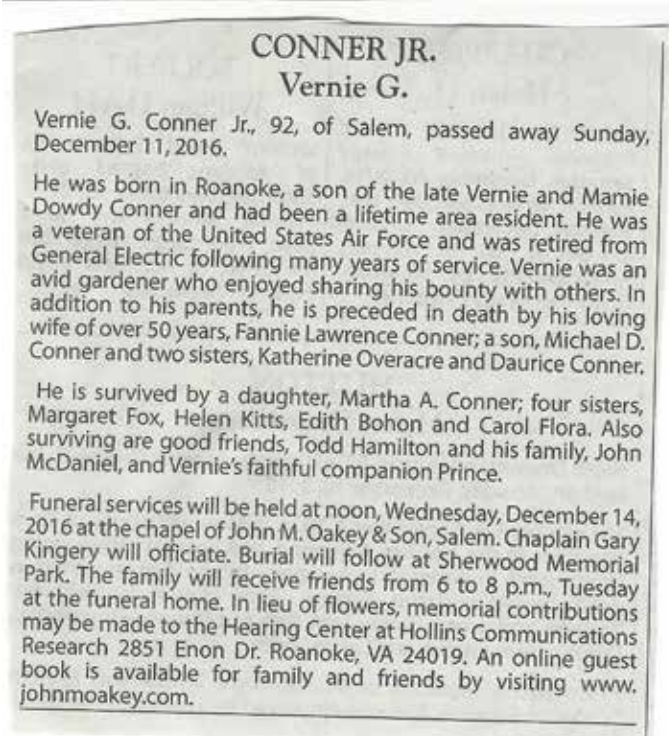 CONNER JR.
Vernie G.
Vernie G. Conner Jr., 92, of Salem, passed away Sunday,
December 11, 2016.
He was born in Roanoke, a son of the late Vernie and Mamie
Dowdy Conner and had been a lifetime area resident. He was
a veteran of the United States Air Force and was retired from
General Electric following many years of service. Vernie was an
avid gardener who enjoyed sharing his bounty with others. In
addition to his parents, he is preceded in death by his loving
wife of over 50 years, Fannie Lawrence Conner; a son, Michael D.
Conner and two sisters, Katherine Overacre and Daurice Conner.
He is survived by a daughter, Martha A. Conner; four sisters,
Margaret Fox, Helen Kitts, Edith Bohon and Carol Flora. Also
surviving are good friends, Todd Hamilton and his family, John
McDaniel, and Vernie's faithful companion Prince.
Funeral services will be held at noon, Wednesday, December 14,
2016 at the chapel of John M. Oakey & Son, Salem. Chaplain Gary
Kingery will officiate. Burial will follow at Sherwood Memorial
Park. The family will receive friends from 6 to 8 p.m., Tuesday
at the funeral home. In lieu of flowers, memorial contributions
may be made to the Hearing Center at Hollins Communications
Research 2851 Enon Dr. Roanoke, VA 24019. An online guest
book is available for family and friends by visiting www.
johnmoakey.com.